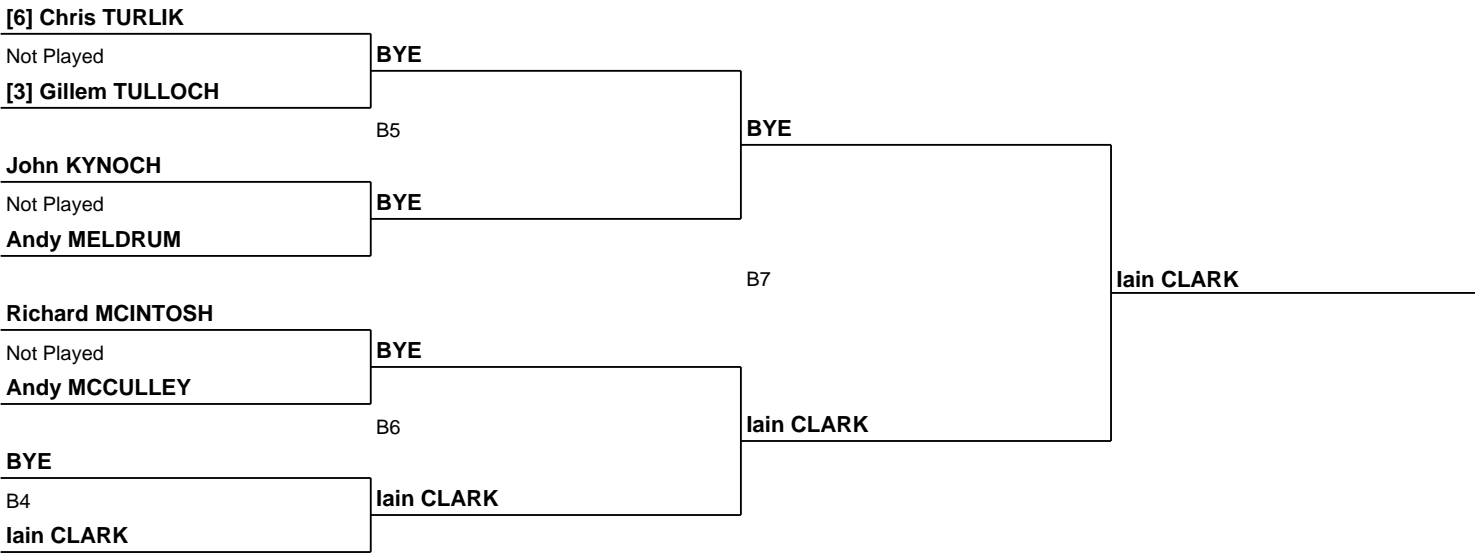 [6] Chris TURLIK
Not Played
BYE
[3] Gillem TULLOCH
B5
BYE
John KYNOCH
Not Played
BYE
Andy MELDRUM
B7
Iain CLARK
Richard MCINTOSH
Not Played
BYE
Andy MCCULLEY
B6
Iain CLARK
BYE
B4
Iain CLARK
Iain CLARK